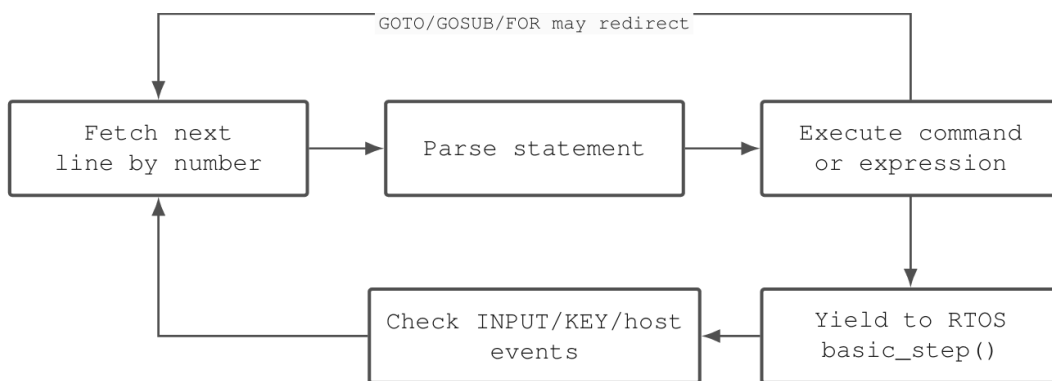 GOTO/GOSUB/FOR may redirect
Fetch next
line by number
Parse statement
Execute command
or expression
Check INPUT/KEY/host
events
Yield to RTOS
basic_step()